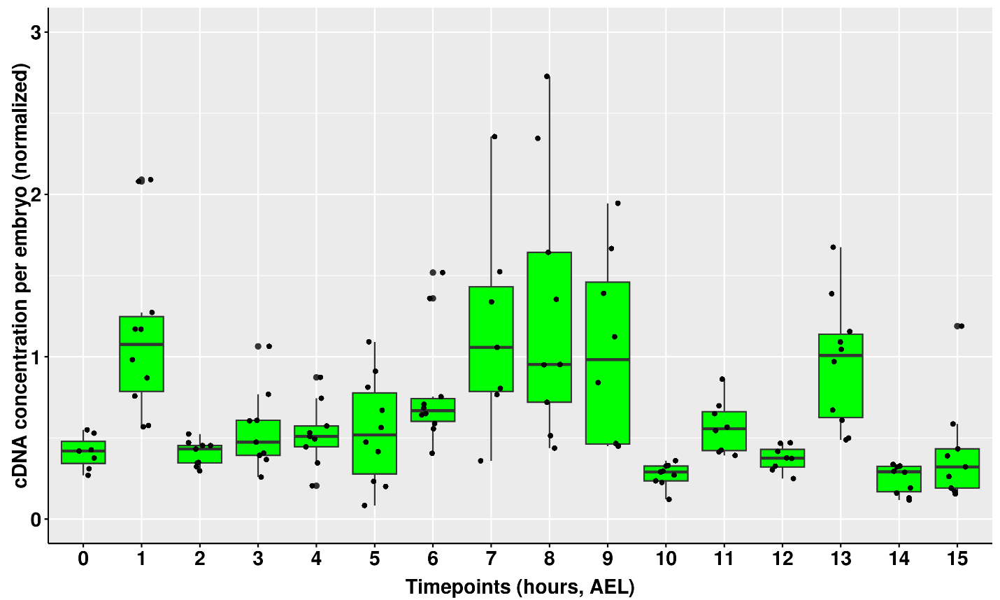 cDNA concentration per embryo (normalized)
3
2
1
0
0 1 2 3 4 5 6 7 8 9 10 11 12 13 14 15
Timepoints (hours, AEL)